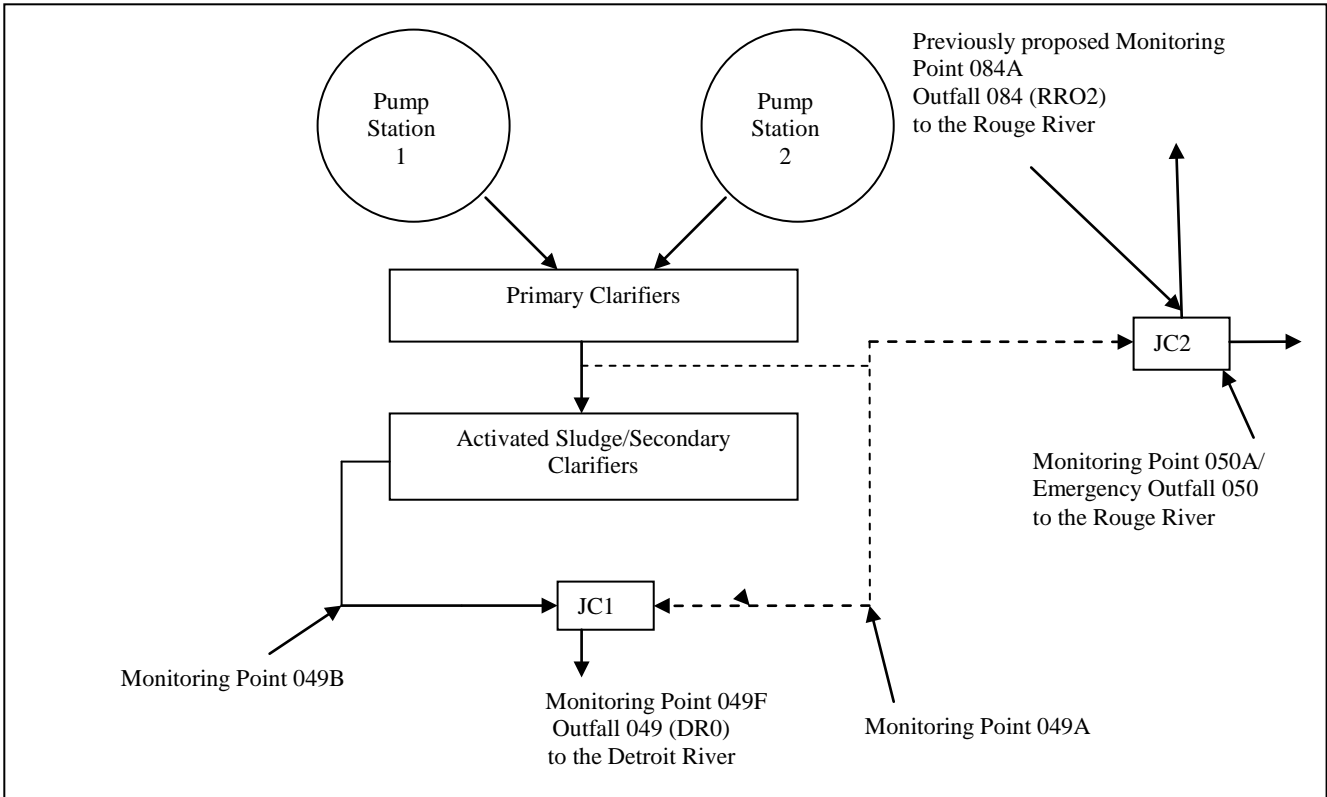 Previously proposed Monitoring
Point 084A
Outfall 084 (RRO2)
to the Rouge River
Pump
Station
1
Pump
Station
2
Primary Clarifiers
JC2
Activated Sludge/Secondary
Clarifiers
Monitoring Point 050A/
Emergency Outfall 050
to the Rouge River
JC1
Monitoring Point 049B
Monitoring Point 049F
Outfall 049 (DR0)
to the Detroit River
Monitoring Point 049A